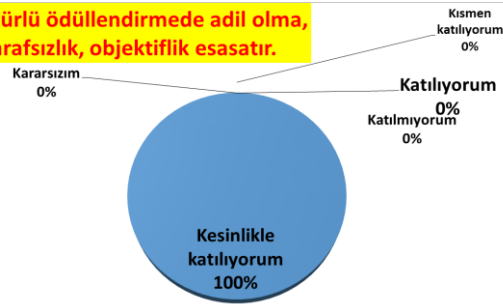 ürlü ödüllendirmede adil olma,
arafsızlık, objektiflik esasatır.
Kısmen
katılıyorum
0%
Kararsızım
0%
Katılıyorum
0%
Katılmıyorum
0%
Kesinlikle
katılıyorum
100%